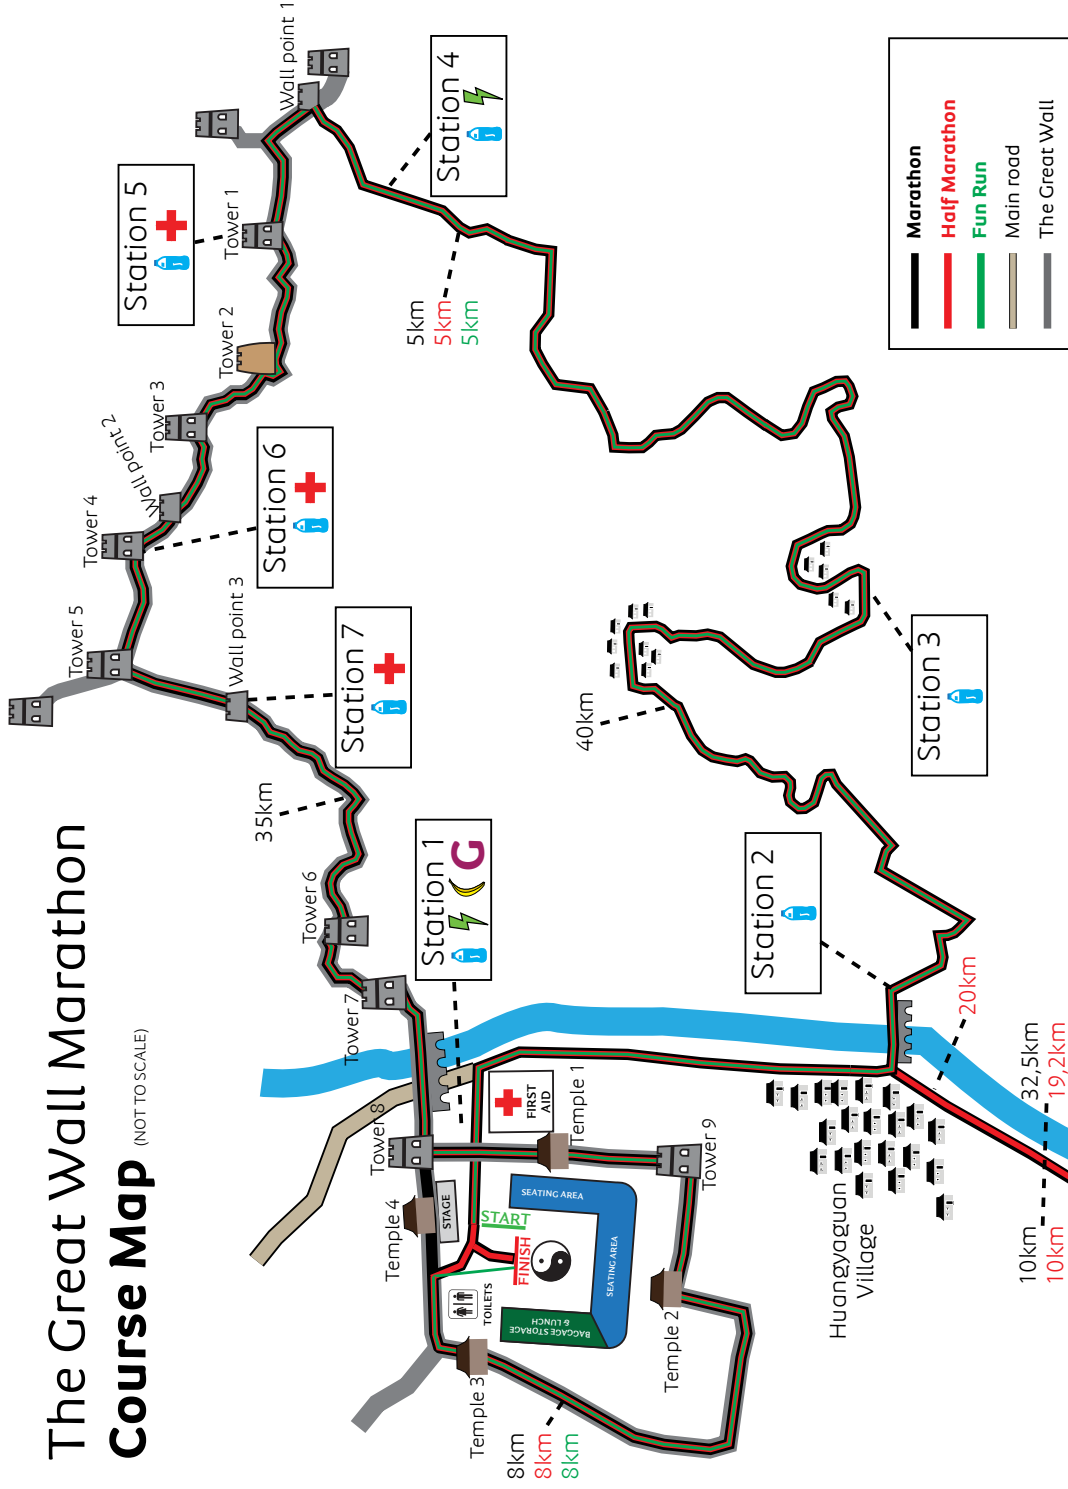 The Great Wall Marathon
Course Map (NOT TO SCALE)
Wall point 1
Station 4
Station 5
Tower 1
Tower 2
Tower 3
Wall point 2
Tower 4
Station 6
Tower 5
Wall point 3
Station 7
35km
Tower 6
Tower 7
Station 1
G
Tower 8
Temple 4
STAGE
START
FINISH
TOILETS
SEATING AREA
SEATING AREA
BAGGAGE STORAGE
& LUNCH
FIRST
AID
Temple 1
Tower 9
Temple 2
Temple 3
8km
8km
8km
5km
5km
5km
40km
Station 3
Station 2
20km
32,5km
19,2km
10km
10km
Huangyaguan
Village
Marathon
Half Marathon
Fun Run
Main road
The Great Wall